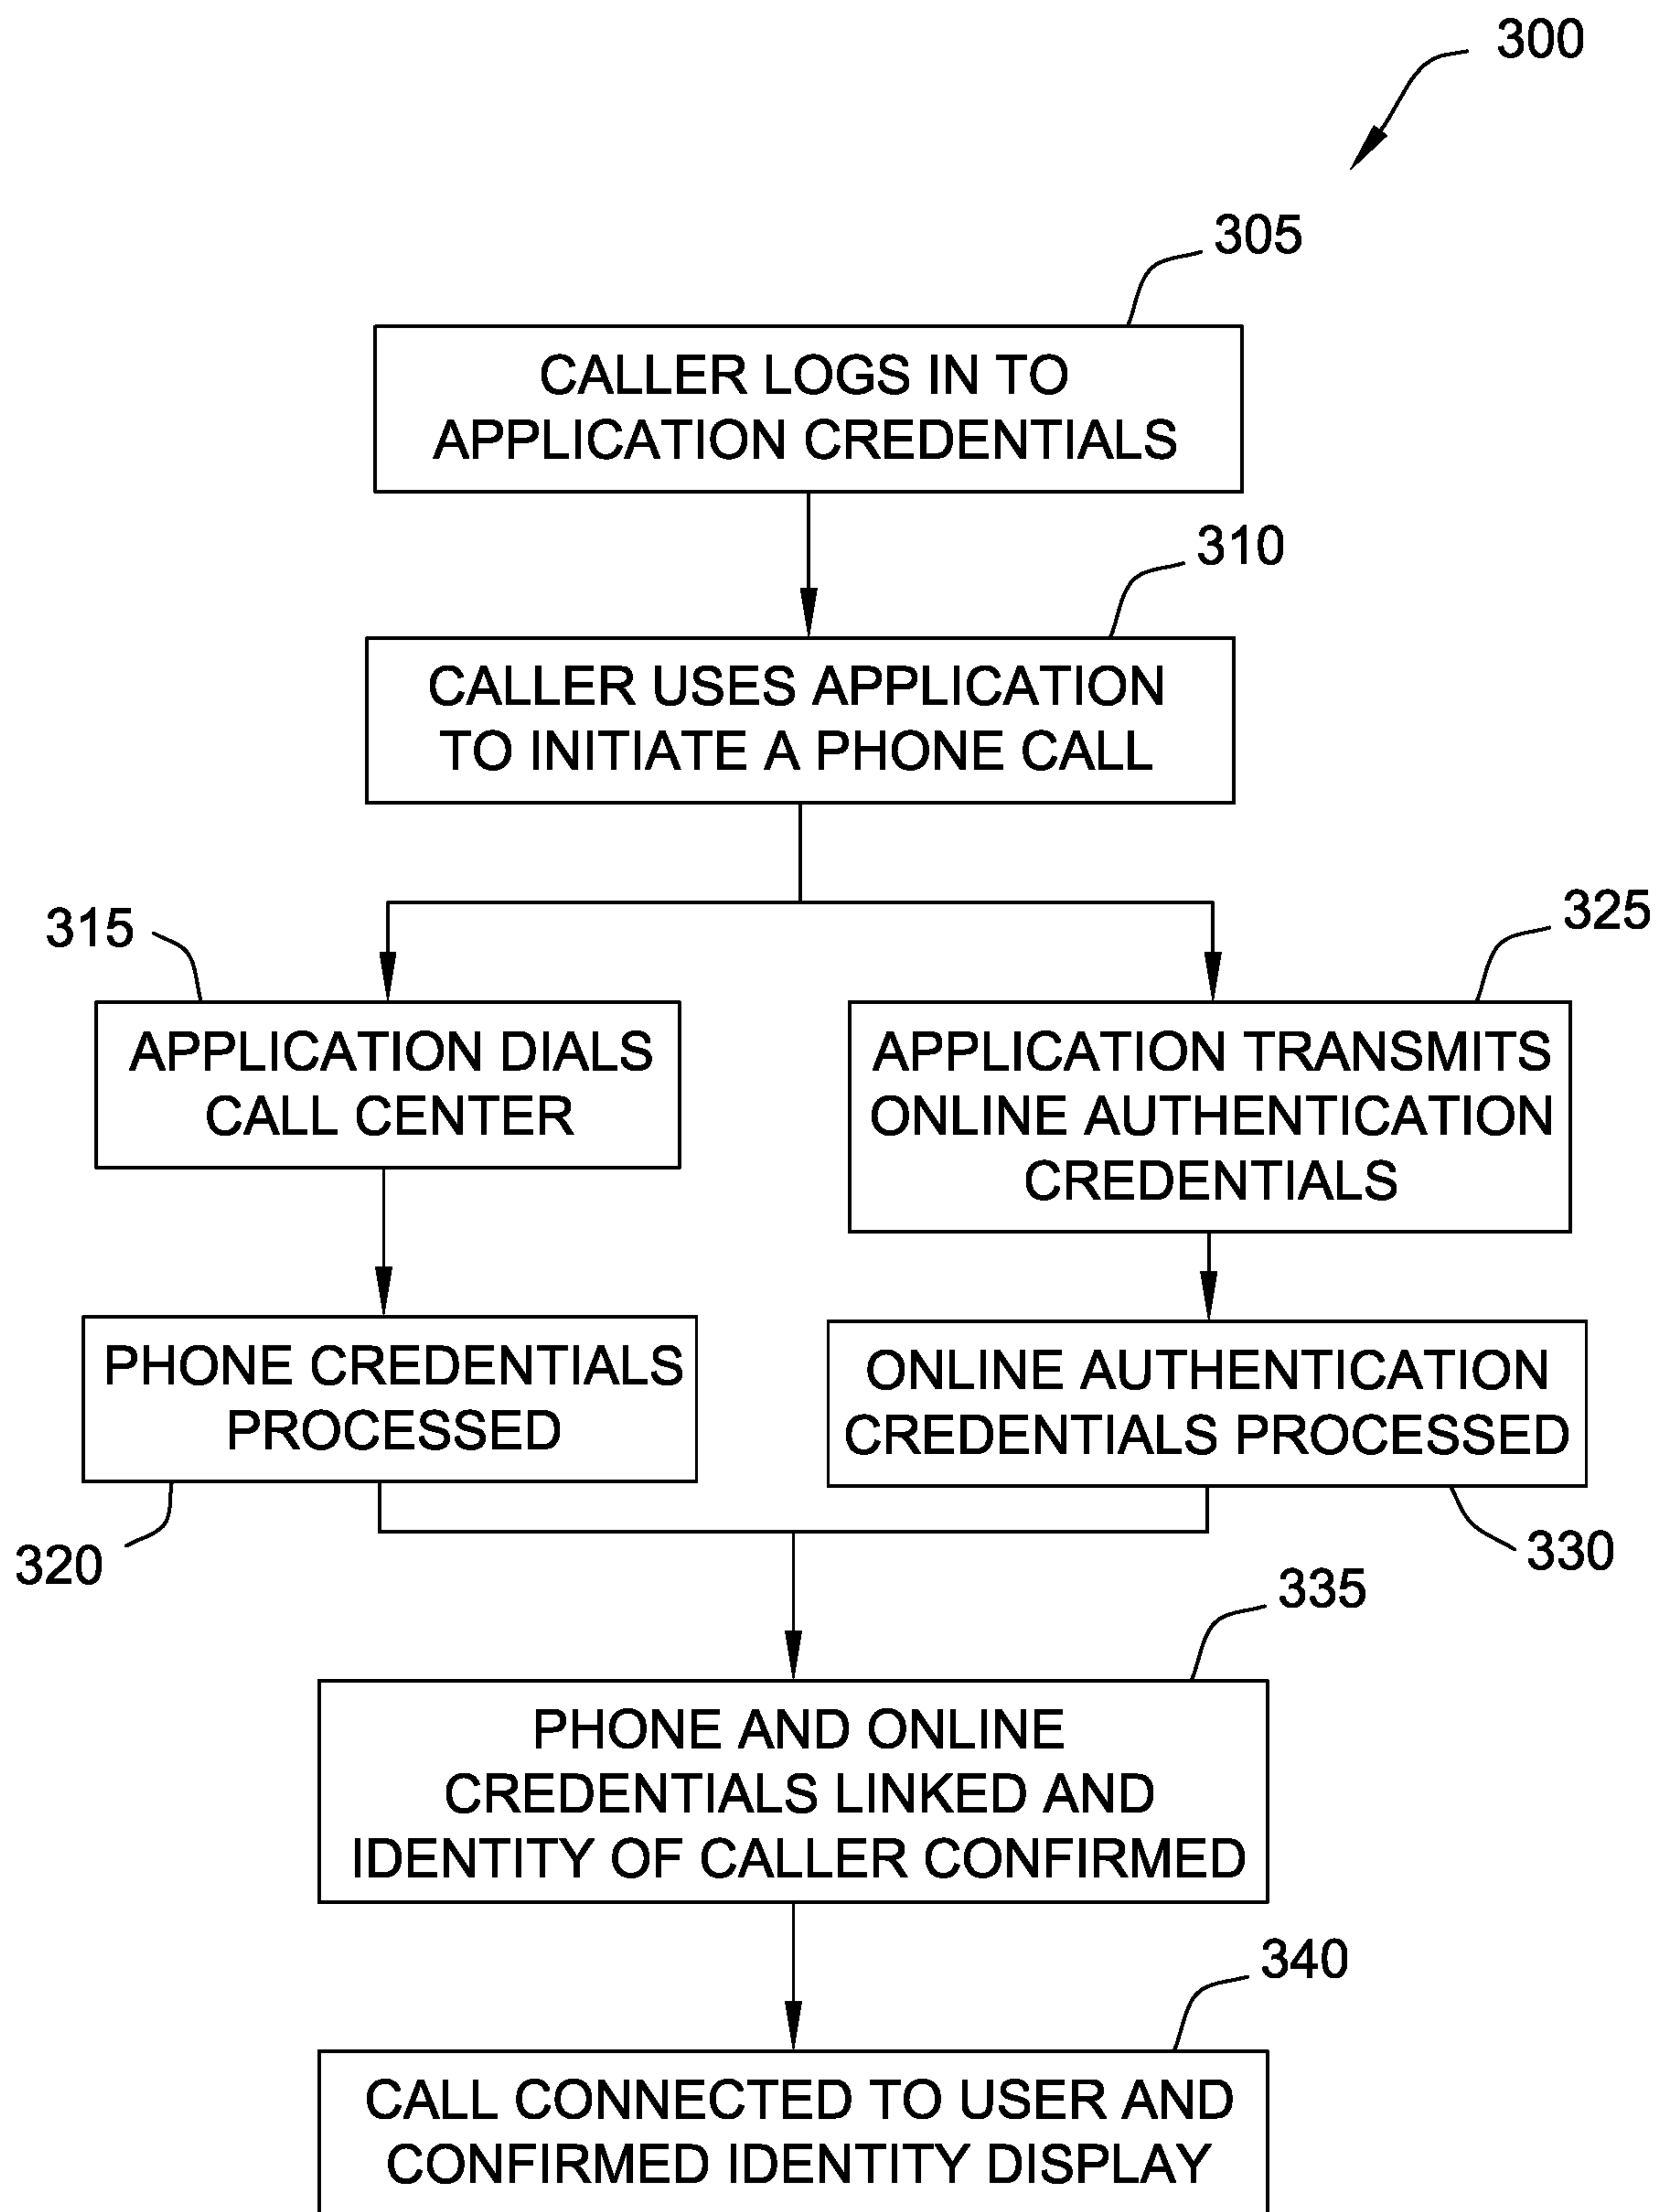 300
305
CALLER LOGS IN TO
APPLICATION CREDENTIALS
310
CALLER USES APPLICATION
TO INITIATE A PHONE CALL
315
APPLICATION DIALS
CALL CENTER
325
APPLICATION TRANSMITS
ONLINE AUTHENTICATION
CREDENTIALS
PHONE CREDENTIALS
PROCESSED
320
ONLINE AUTHENTICATION
CREDENTIALS PROCESSED
330
335
PHONE AND ONLINE
CREDENTIALS LINKED AND
IDENTITY OF CALLER CONFIRMED
340
CALL CONNECTED TO USER AND
CONFIRMED IDENTITY DISPLAY